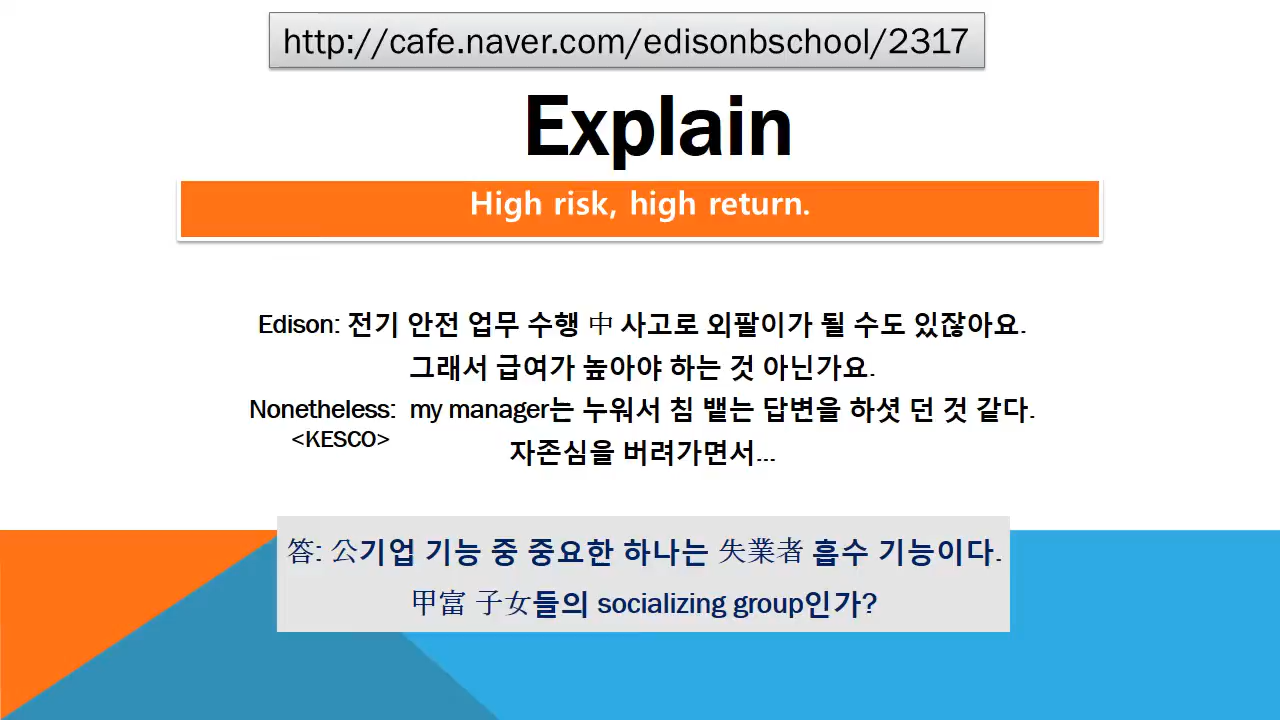 http://cafe.naver.com/edisonbschool/2317
Explain
High risk, high return.
Edison: 전기 안전 업무 수행 中 사고로 외팔이가 될 수도 있잖아요.
그래서 급여가 높아야 하는 것 아닌가요.
Nonetheless: my manager는 누워서 침 뱉는 답변을 하셧 던 것 같다.
<KESCO>
자존심을 버려가면서...
答: 公기업 기능 중 중요한 하나는 失業者 흡수 기능이다.
甲富 子女들의 socializing group인가?